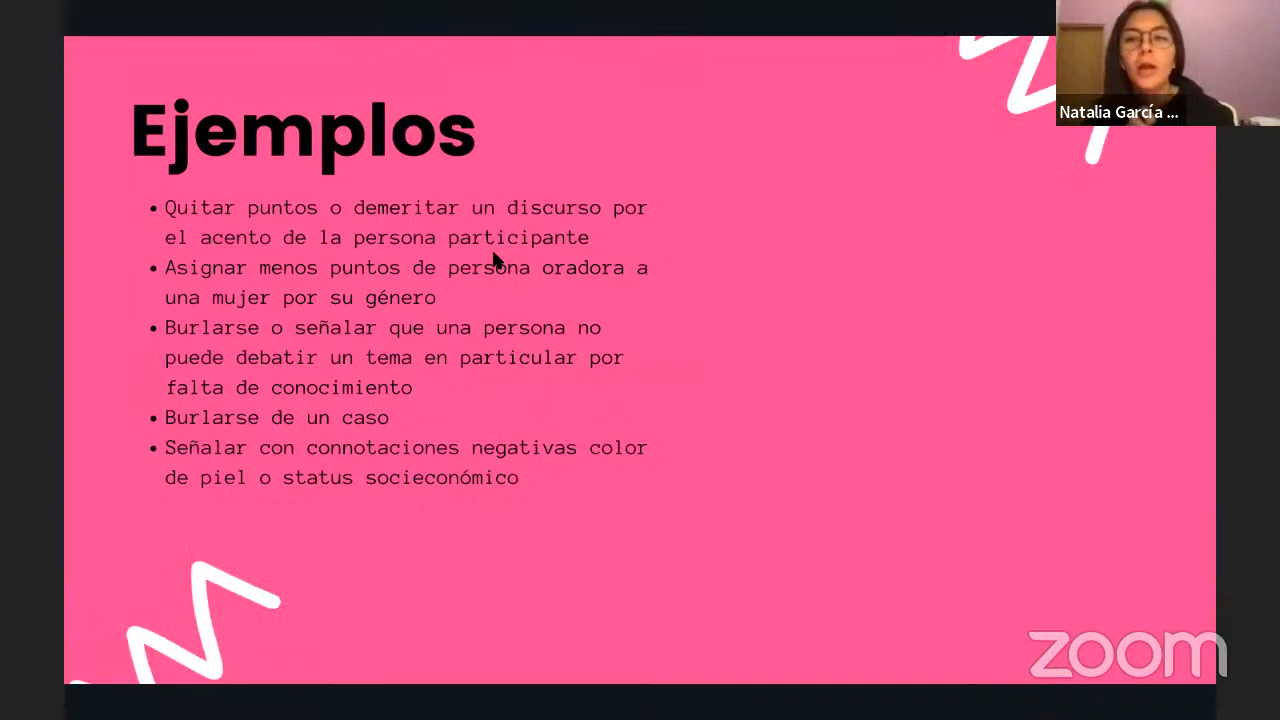 Ejemplos
• Quitar puntos o demeritar un discurso por
el acento de la persona participante
• Asignar menos puntos de persona oradora a
una mujer por su género
• Burlarse o señalar que una persona no
puede debatir un tema en particular por
falta de conocimiento
• Burlarse de un caso
• Señalar con connotaciones negativas color
de piel o status socieconómico
Natalia García ...
zoom